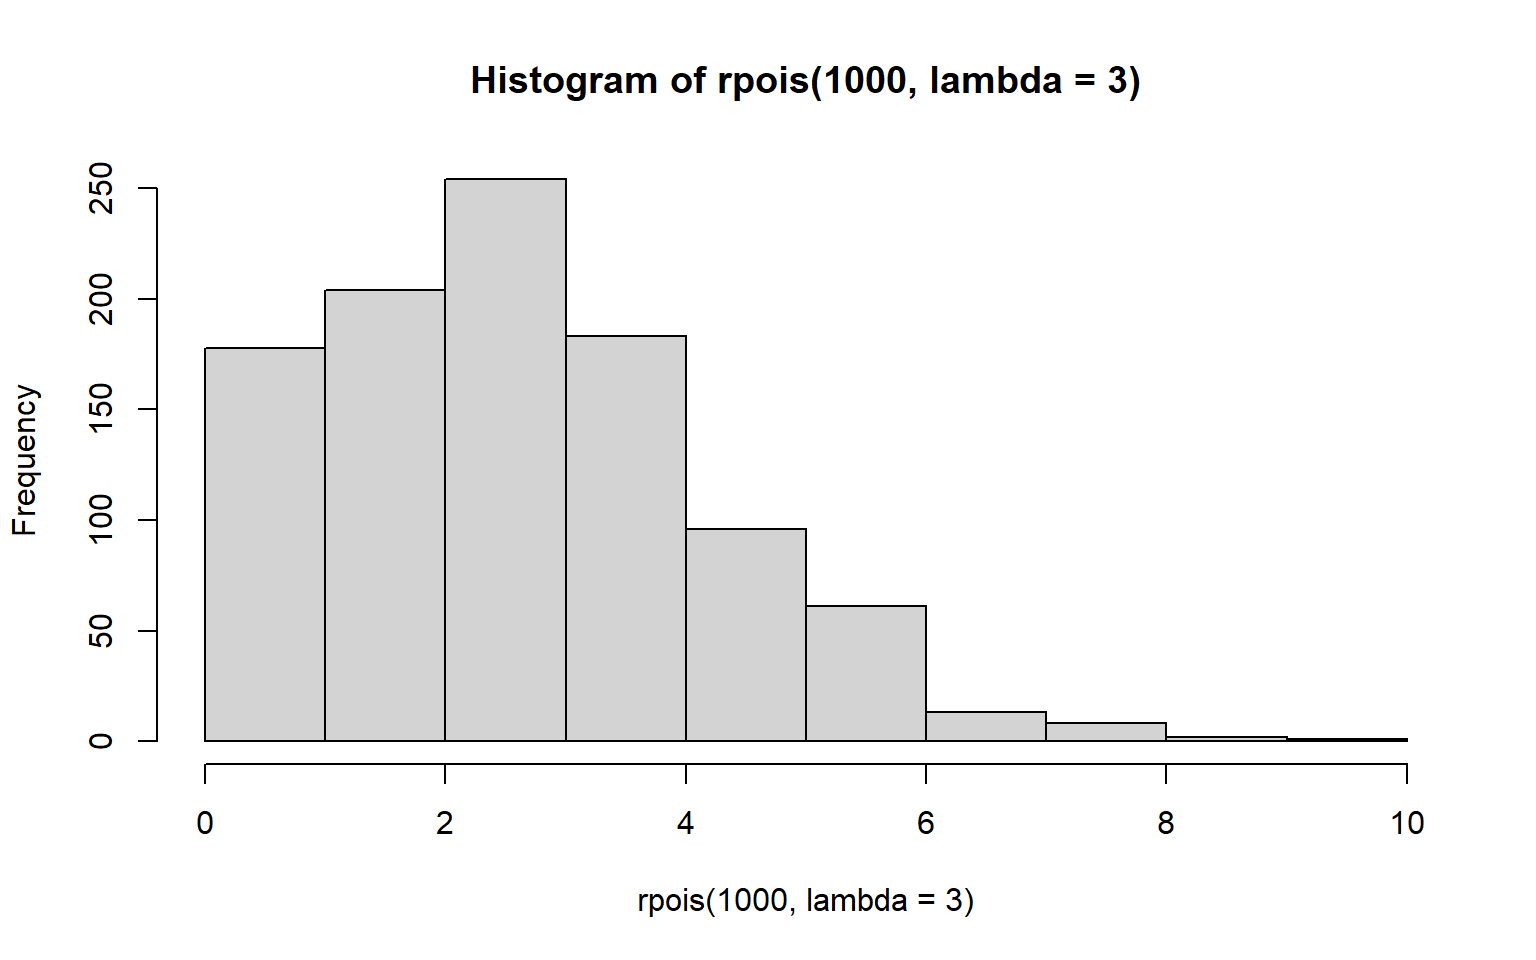 Histogram of rpois(1000, lambda = 3)
Frequency
250
200
150
100
50
0
0 2 4 6 8 10
rpois(1000, lambda = 3)